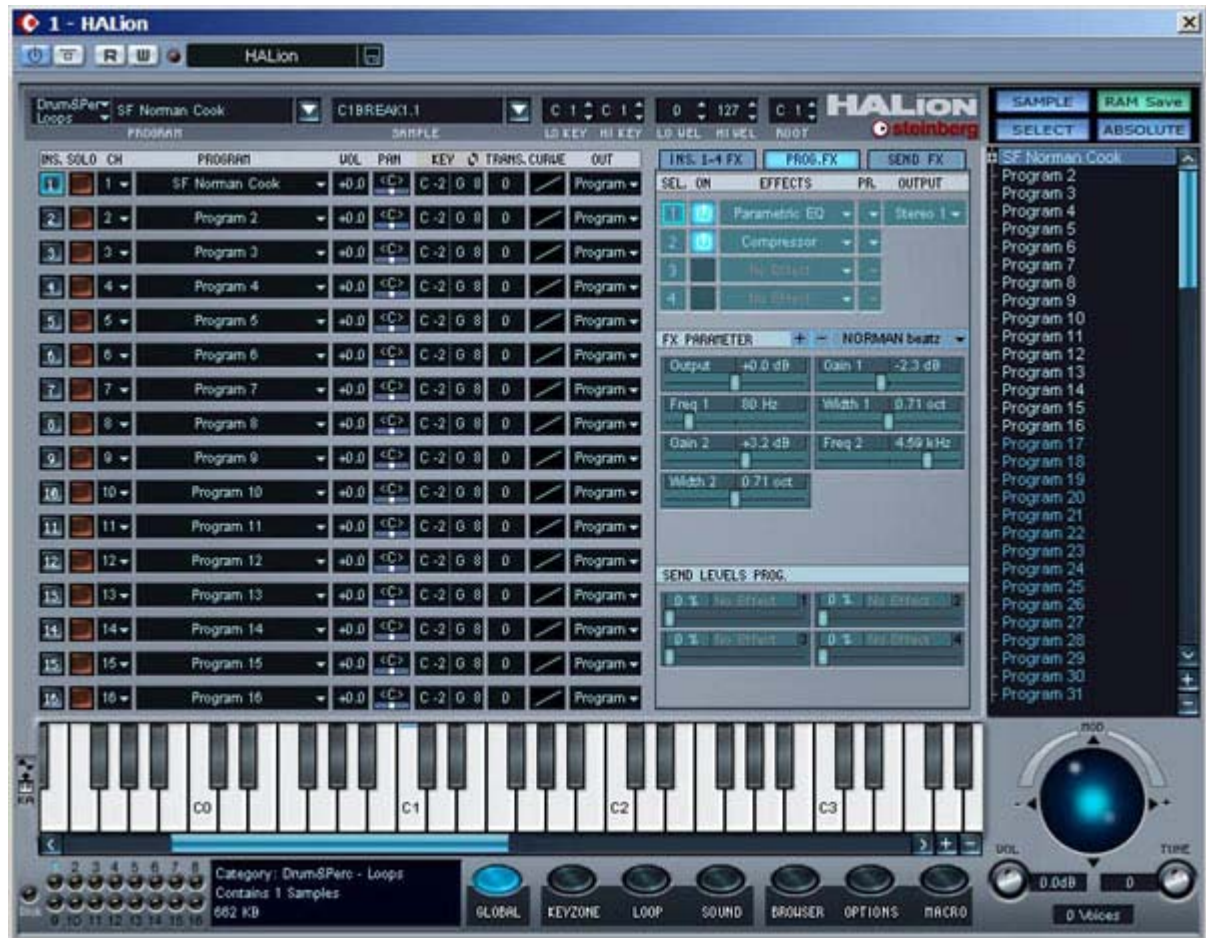 1 - HALion
R W HALion
Drum&Per Loops SF Norman Cook C1BREAK1.1 C 1 C 1 0 127 C 1 HALION
PROGRAM SAMPLE LO KEY HI KEY LO VEL HI VEL ROOT steinberg
SAMPLE RAM Save
SELECT ABSOLUTE
INS. SOLO CH PROGRAM VOL PAN KEY TRANS. CURVE OUT
1 1 SF Norman Cook +0.0 <C> C -2 G 8 0 Program
2 2 Program 2 +0.0 <C> C -2 G 8 0 Program
3 3 Program 3 +0.0 <C> C -2 G 8 0 Program
4 4 Program 4 +0.0 <C> C -2 G 8 0 Program
5 5 Program 5 +0.0 <C> C -2 G 8 0 Program
6 6 Program 6 +0.0 <C> C -2 G 8 0 Program
7 7 Program 7 +0.0 <C> C -2 G 8 0 Program
8 8 Program 8 +0.0 <C> C -2 G 8 0 Program
9 9 Program 9 +0.0 <C> C -2 G 8 0 Program
10 10 Program 10 +0.0 <C> C -2 G 8 0 Program
11 11 Program 11 +0.0 <C> C -2 G 8 0 Program
12 12 Program 12 +0.0 <C> C -2 G 8 0 Program
13 13 Program 13 +0.0 <C> C -2 G 8 0 Program
14 14 Program 14 +0.0 <C> C -2 G 8 0 Program
15 15 Program 15 +0.0 <C> C -2 G 8 0 Program
16 16 Program 16 +0.0 <C> C -2 G 8 0 Program
INS. 1-4 FX PROG.FX SEND FX
SEL. ON EFFECTS PR. OUTPUT
1 Parametric EQ Stereo 1
2 Compressor
3 No Effect
4 No Effect
FX PARAMETER + - NORMAN beatz
Output +0.0 dB Gain 1 -2.3 dB
Freq 1 80 Hz Width 1 0.71 oct
Gain 2 +3.2 dB Freq 2 4.59 kHz
Width 2 0.71 oct
SEND LEVELS PROG.
0 % No Effect 1 0 % No Effect 2
0 % No Effect 3 0 % No Effect 4
SF Norman Cook
Program 2
Program 3
Program 4
Program 5
Program 6
Program 7
Program 8
Program 9
Program 10
Program 11
Program 12
Program 13
Program 14
Program 15
Program 16
Program 17
Program 18
Program 19
Program 20
Program 21
Program 22
Program 23
Program 24
Program 25
Program 26
Program 27
Program 28
Program 29
Program 30
Program 31
C0 C1 C2 C3
MOD
- +
VOL TUNE
0.0dB 0
0 Voices
1 2 3 4 5 6 7 8
9 10 11 12 13 14 15 16
Disk
Category: Drum&Perc - Loops
Contains 1 Samples
662 KB
GLOBAL KEYZONE LOOP SOUND BROWSER OPTIONS MACRO